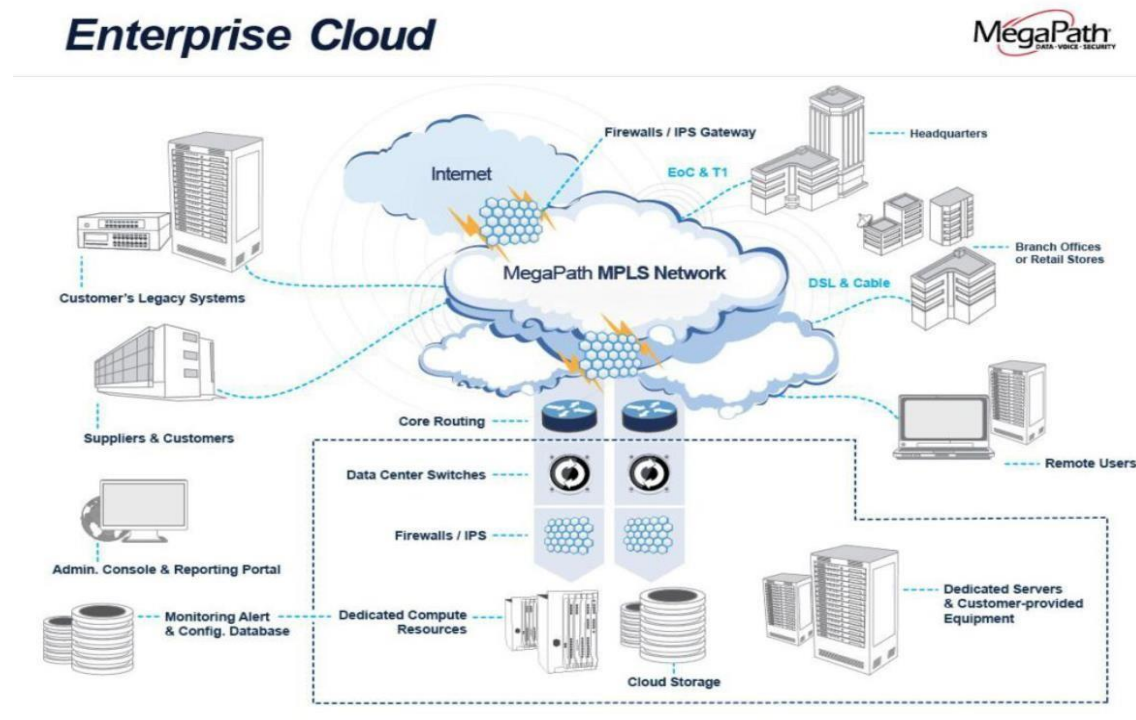 Enterprise Cloud
MegaPath
DATA · VOICE · SECURITY
Firewalls / IPS Gateway
Headquarters
Internet
EoC & T1
Branch Offices
or Retail Stores
MegaPath MPLS Network
DSL & Cable
Customer's Legacy Systems
Core Routing
Suppliers & Customers
Data Center Switches
Remote Users
Firewalls / IPS
Admin. Console & Reporting Portal
Monitoring Alert
& Config. Database
Dedicated Compute
Resources
Dedicated Servers
& Customer-provided
Equipment
Cloud Storage